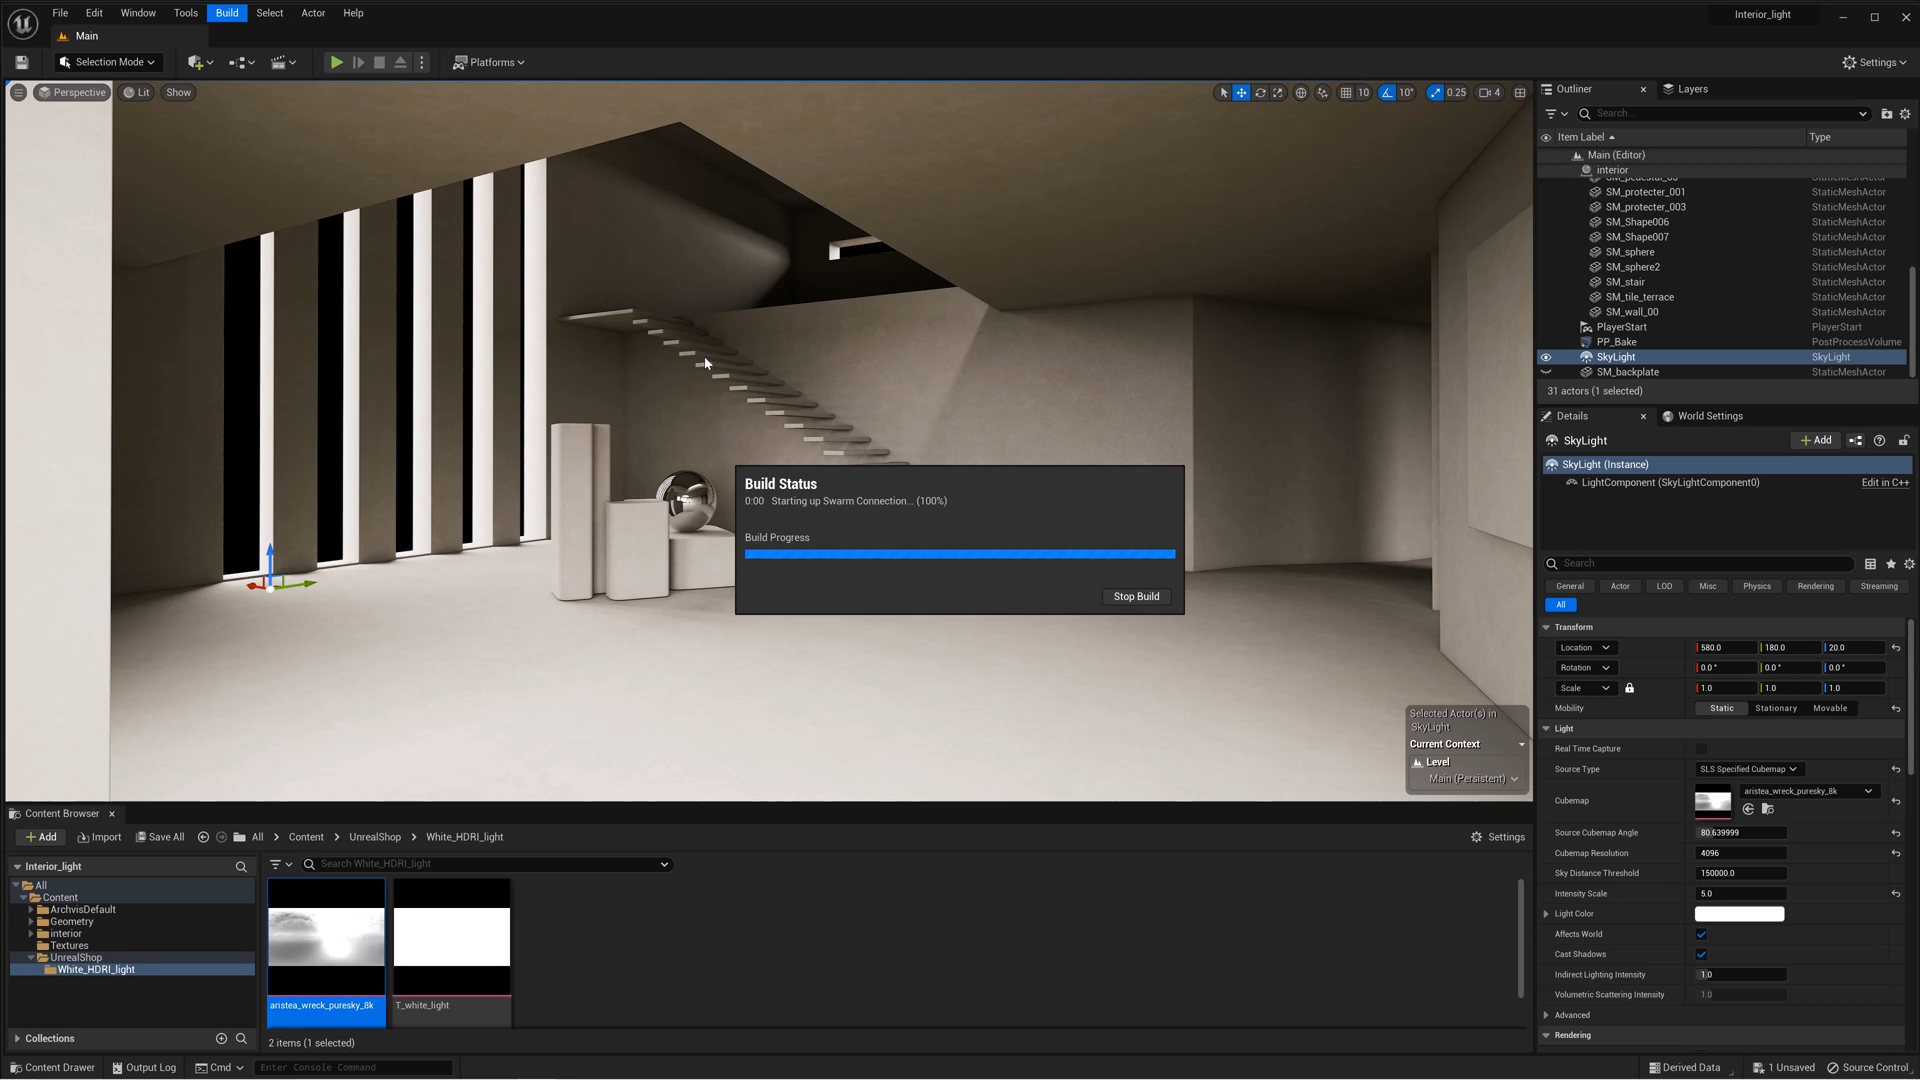 File Edit Window Tools Build Select Actor Help
Interior_light
Main
Selection Mode
Platforms
Settings
Perspective
Lit
Show
10
10°
0.25
4
Outliner
Layers
Search...
Item Label
Type
Main (Editor)
interior
SM_protecter_001 StaticMeshActor
SM_protecter_003 StaticMeshActor
SM_Shape006 StaticMeshActor
SM_Shape007 StaticMeshActor
SM_sphere StaticMeshActor
SM_sphere2 StaticMeshActor
SM_stair StaticMeshActor
SM_tile_terrace StaticMeshActor
SM_wall_00 StaticMeshActor
PlayerStart PlayerStart
PP_Bake PostProcessVolume
SkyLight SkyLight
SM_backplate StaticMeshActor
31 actors (1 selected)
Details
World Settings
SkyLight
Add
SkyLight (Instance)
LightComponent (SkyLightComponent0) Edit in C++
Search
General Actor LOD Misc Physics Rendering Streaming
All
Transform
Location 580.0 180.0 20.0
Rotation 0.0° 0.0° 0.0°
Scale 1.0 1.0 1.0
Mobility Static Stationary Movable
Light
Real Time Capture
Source Type SLS Specified Cubemap
Cubemap aristea_wreck_puresky_8k
Source Cubemap Angle 80.639999
Cubemap Resolution 4096
Sky Distance Threshold 150000.0
Intensity Scale 5.0
Light Color
Affects World
Cast Shadows
Indirect Lighting Intensity 1.0
Volumetric Scattering Intensity 1.0
Advanced
Rendering
Build Status
0:00 Starting up Swarm Connection... (100%)
Build Progress
Stop Build
Selected Actor(s) in
SkyLight
Current Context
Level
Main (Persistent)
Content Browser
Add
Import
Save All
All
Content
UnrealShop
White_HDRI_light
Settings
Interior_light
Search White_HDRI_light
All
Content
ArchvisDefault
Geometry
interior
Textures
UnrealShop
White_HDRI_light
Collections
aristea_wreck_puresky_8k
T_white_light
2 items (1 selected)
Content Drawer
Output Log
Cmd
Enter Console Command
Derived Data
1 Unsaved
Source Control